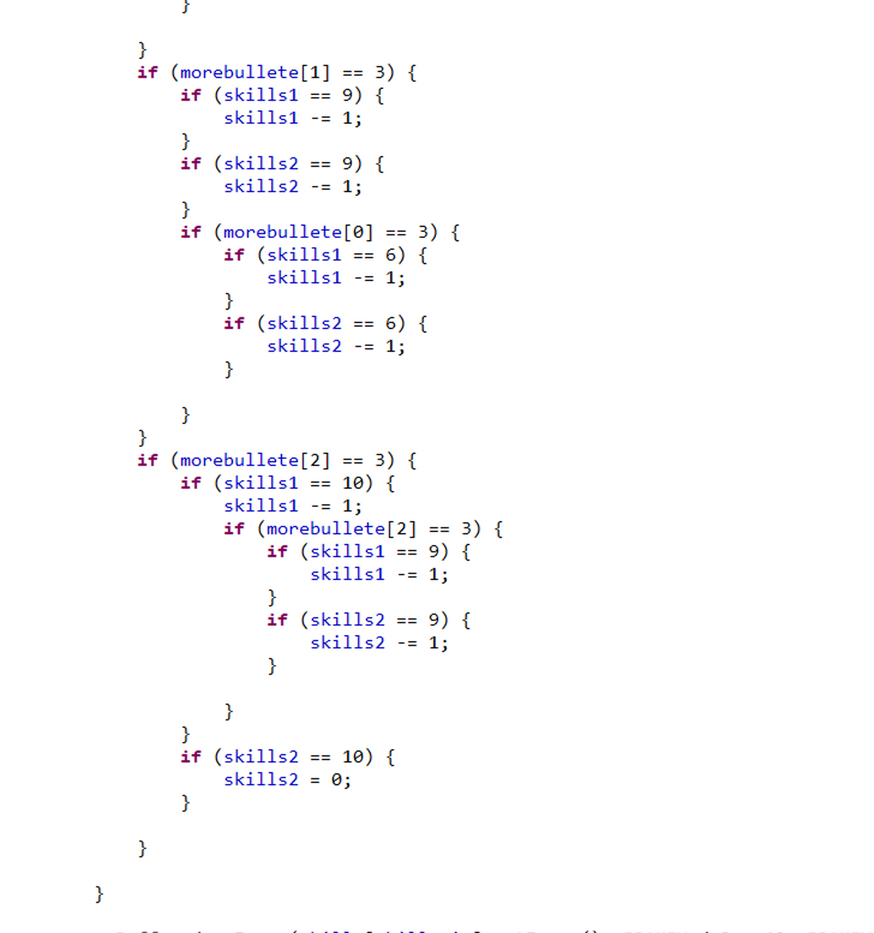 }
}
if (morebullete[1] == 3) {
if (skills1 == 9) {
skills1 -= 1;
}
if (skills2 == 9) {
skills2 -= 1;
}
if (morebullete[0] == 3) {
if (skills1 == 6) {
skills1 -= 1;
}
if (skills2 == 6) {
skills2 -= 1;
}
}
}
if (morebullete[2] == 3) {
if (skills1 == 10) {
skills1 -= 1;
if (morebullete[2] == 3) {
if (skills1 == 9) {
skills1 -= 1;
}
if (skills2 == 9) {
skills2 -= 1;
}
}
}
if (skills2 == 10) {
skills2 = 0;
}
}
}